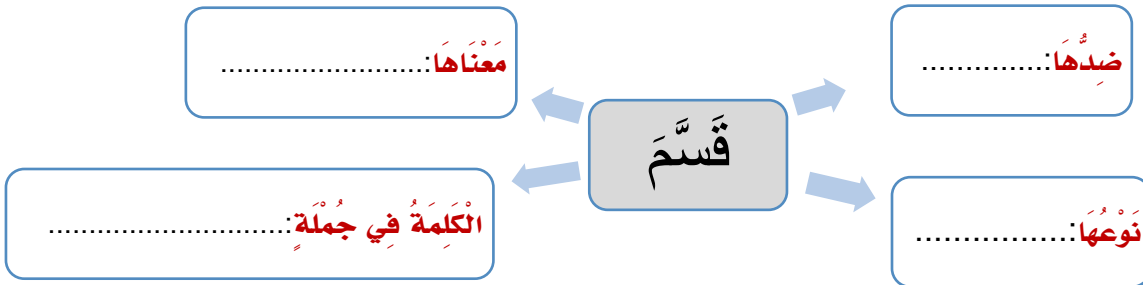 ضِدُّهَا:...............
مَعْنَاهَا:.........................
قَسَّمَ
الْكَلِمَةُ فِي جُمْلَةٍ:.............................
نَوْعُهَا:.................